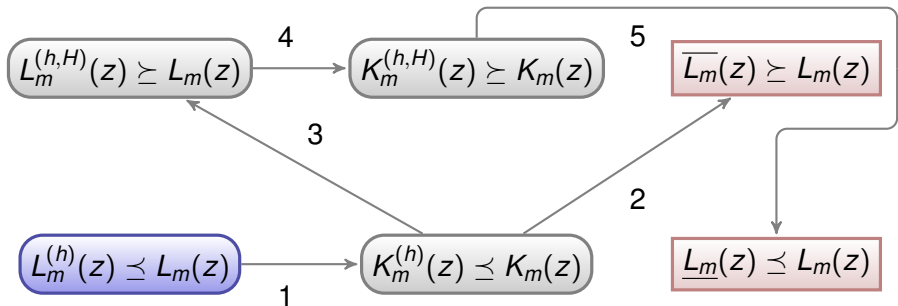 4
5
L_m^{(h,H)}(z) ⪰ L_m(z)
K_m^{(h,H)}(z) ⪰ K_m(z)
\overline{L_m}(z) ⪰ L_m(z)
3
2
L_m^{(h)}(z) ⪯ L_m(z)
K_m^{(h)}(z) ⪯ K_m(z)
\underline{L_m}(z) ⪯ L_m(z)
1